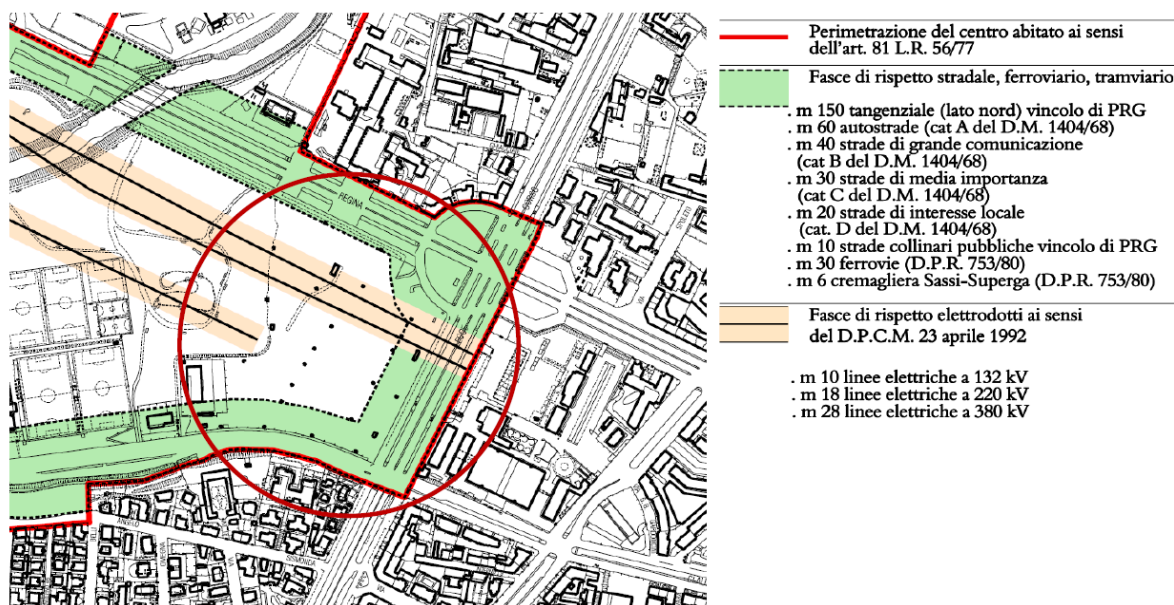 REGINA
Perimetrazione del centro abitato ai sensi
dell'art. 81 L.R. 56/77
Fasce di rispetto stradale, ferroviario, tramviario
. m 150 tangenziale (lato nord) vincolo di PRG
. m 60 autostrade (cat A del D.M. 1404/68)
. m 40 strade di grande comunicazione
(cat B del D.M. 1404/68)
. m 30 strade di media importanza
(cat C del D.M. 1404/68)
. m 20 strade di interesse locale
(cat. D del D.M. 1404/68)
. m 10 strade collinari pubbliche vincolo di PRG
. m 30 ferrovie (D.P.R. 753/80)
. m 6 cremagliera Sassi-Superga (D.P.R. 753/80)
Fasce di rispetto elettrodotti ai sensi
del D.P.C.M. 23 aprile 1992
. m 10 linee elettriche a 132 kV
. m 18 linee elettriche a 220 kV
. m 28 linee elettriche a 380 kV
ANGELO
VIA